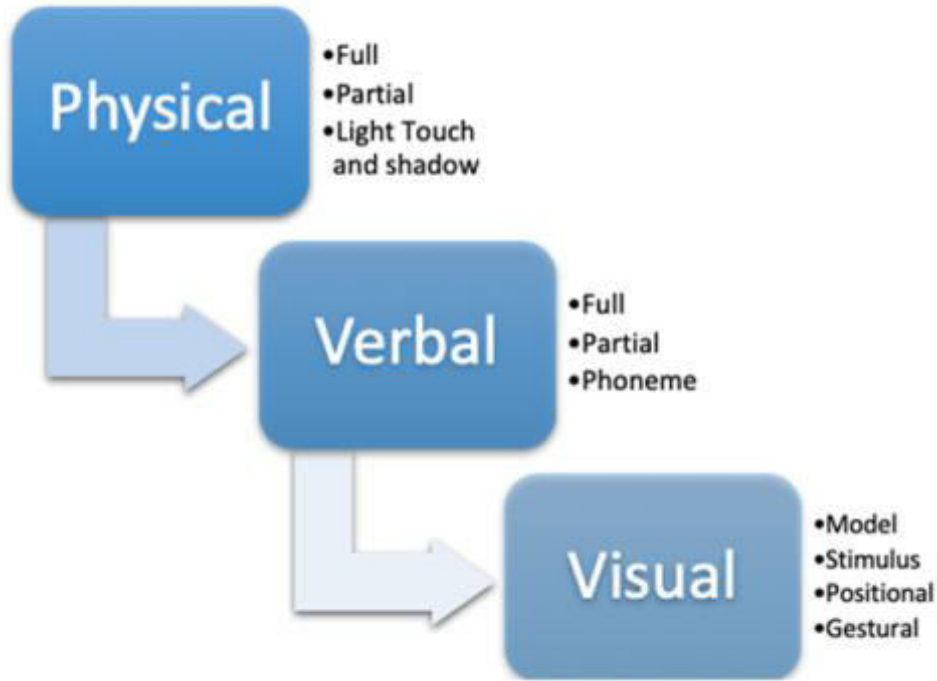 Physical
•Full
•Partial
•Light Touch
and shadow
Verbal
•Full
•Partial
•Phoneme
Visual
•Model
•Stimulus
•Positional
•Gestural